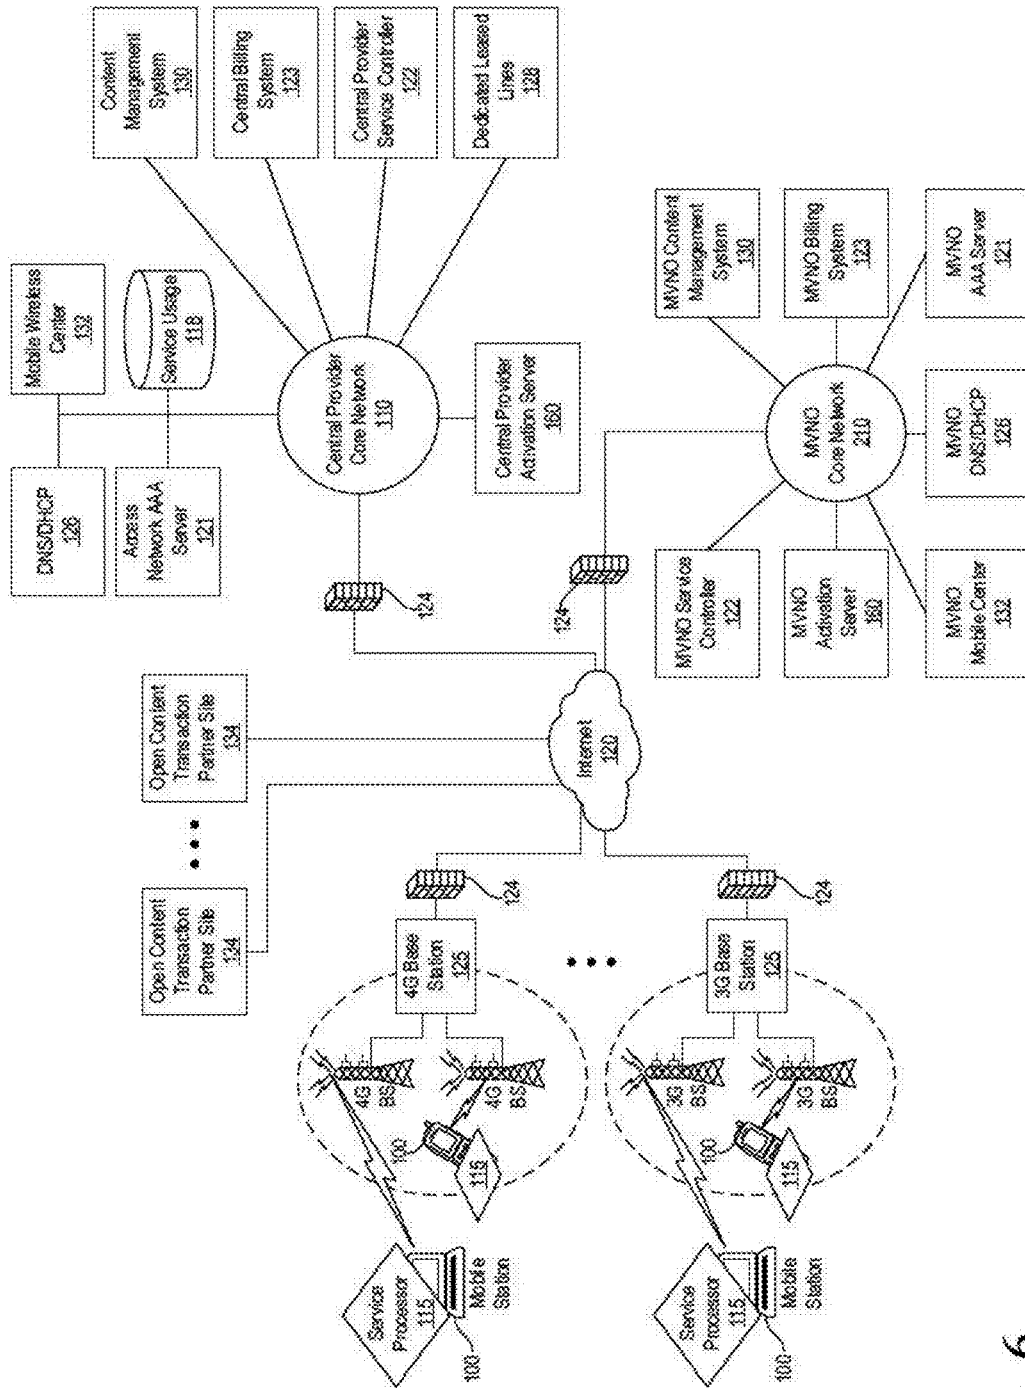 DNS/DHCP
126
Mobile Wireless
Center
132
Access
Network AAA
Server
121
Service Usage
118
Content
Management
System
130
Central Billing
System
123
Central Provider
Service Controller
122
Dedicated Leased
Lines
128
Central Provider
Core Network
110
Central Provider
Activation Server
160
124
Open Content
Transaction
Partner Site
134
Open Content
Transaction
Partner Site
134
Internet
120
124
MVNO Content
Management
System
130
MVNO Billing
System
123
MVNO
AAA Server
121
MVNO
DNS/DHCP
126
MVNO
Mobile Center
132
MVNO
Activation
Server
160
MVNO Service
Controller
122
MVNO
Core Network
210
4G Base
Station
125
124
4G
BS
4G
BS
100
115
Service
Processor
115
Mobile
Station
100
3G Base
Station
125
124
3G
BS
3G
BS
100
115
Service
Processor
115
Mobile
Station
100
6